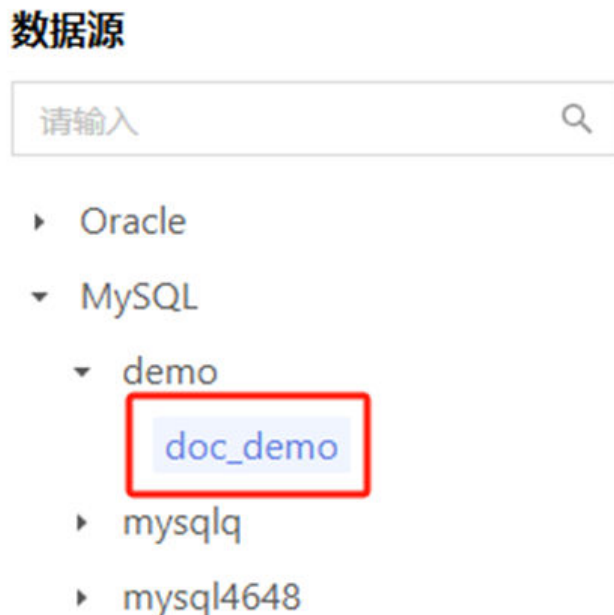 数据源
请输入
Oracle
MySQL
demo
doc_demo
mysqlq
mysql4648